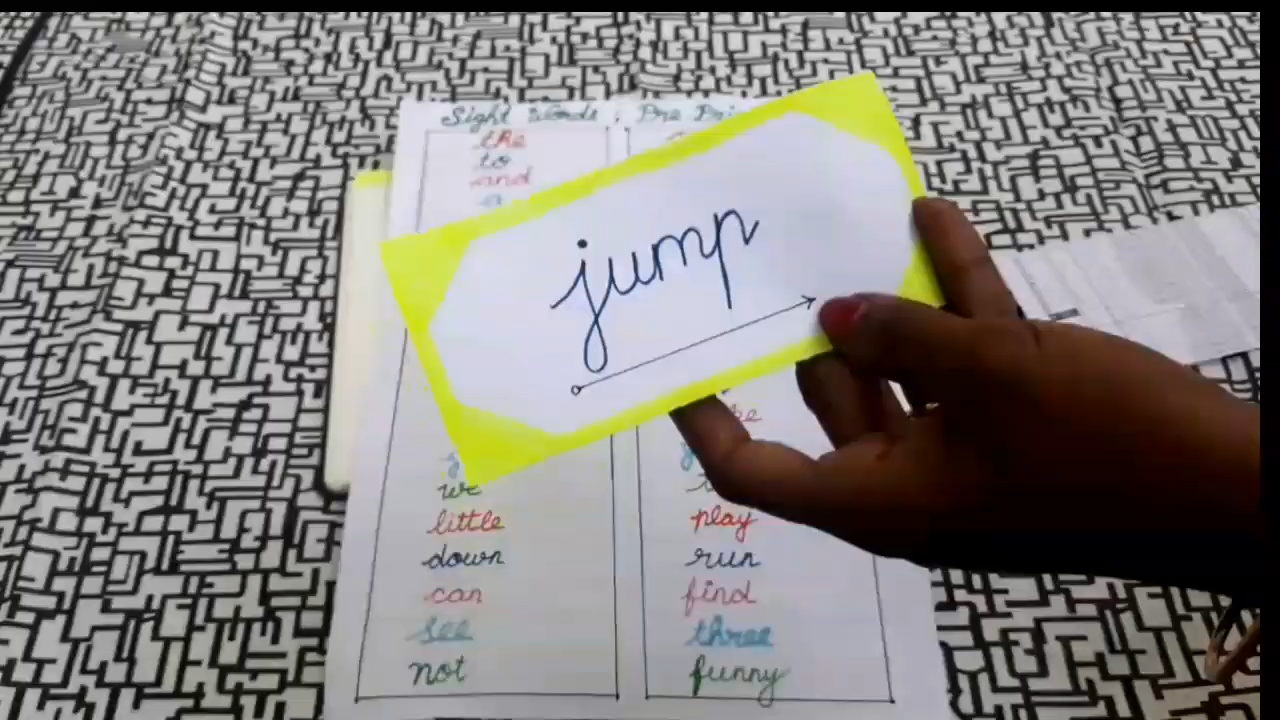 Sight Words
the
to
and
a
we
little
down
can
see
not
play
run
find
three
funny
jump